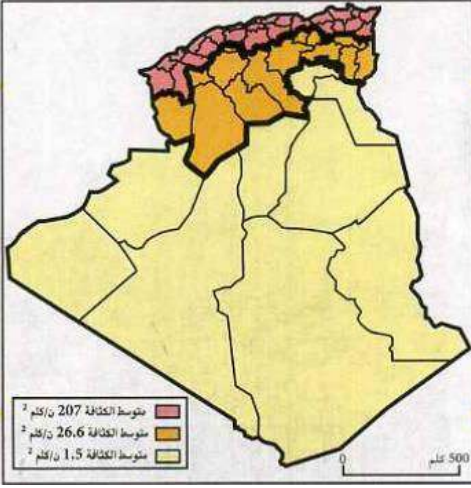 متوسط الكثافة 207 ن/كلم ²
متوسط الكثافة 26.6 ن/كلم ²
متوسط الكثافة 1.5 ن/كلم ²
0 500 كلم